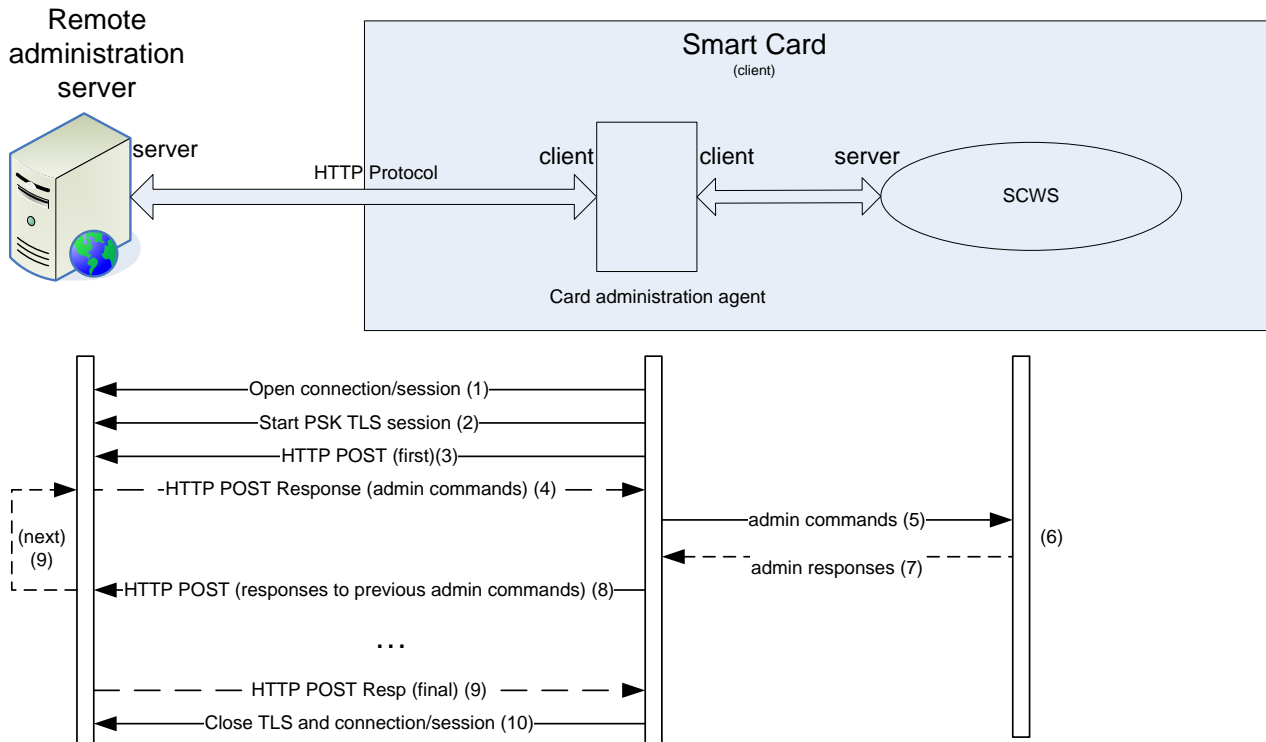 Remote
administration
server
Smart Card
(client)
server
HTTP Protocol
client
client
server
SCWS
Card administration agent
Open connection/session (1)
Start PSK TLS session (2)
HTTP POST (first)(3)
HTTP POST Response (admin commands) (4)
admin commands (5)
(next)
(9)
(6)
admin responses (7)
HTTP POST (responses to previous admin commands) (8)
...
HTTP POST Resp (final) (9)
Close TLS and connection/session (10)